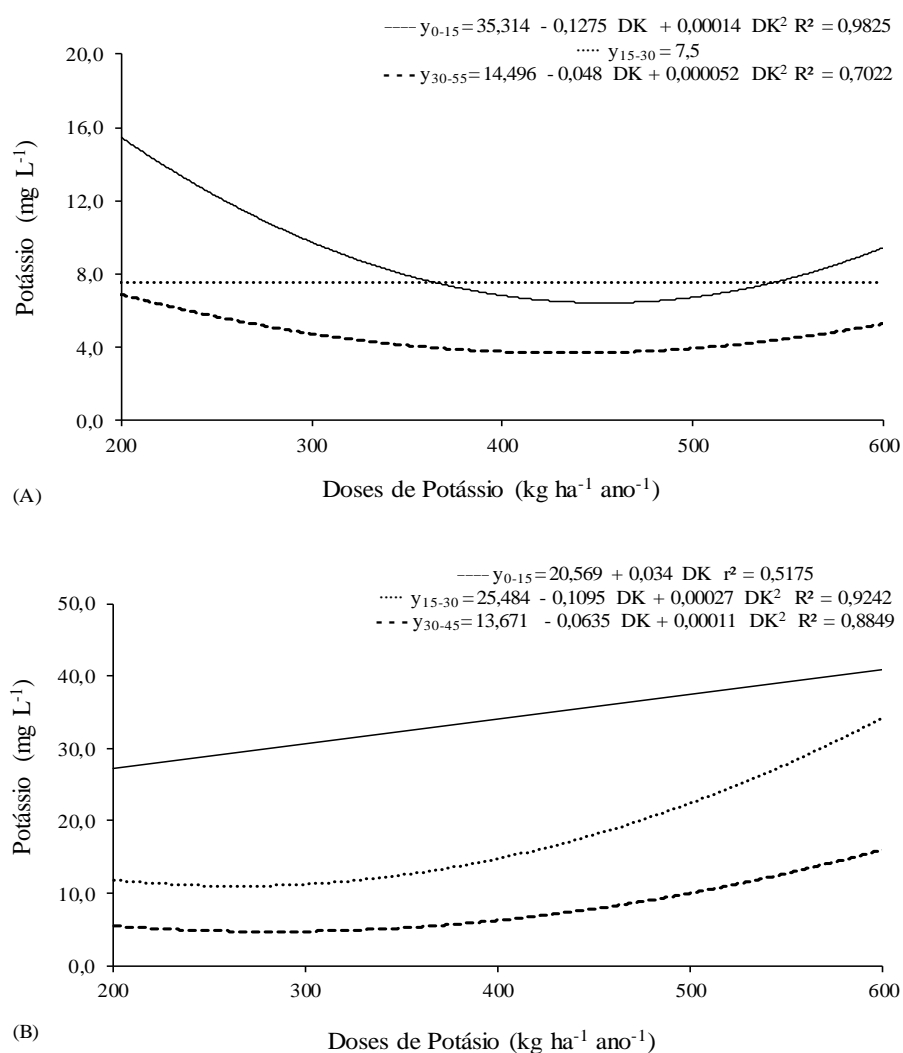 y0-15=35,314 - 0,1275 DK + 0,00014 DK² R² = 0,9825
y15-30 = 7,5
y30-55=14,496 -0,048 DK + 0,000052 DK² R² = 0,7022
20,0
16,0
12,0
8,0
4,0
0,0
Potássio (mg L-1)
200 300 400 500 600
Doses de Potássio (kg ha-1 ano-1)
(A)
y0-15=20,569 + 0,034 DK r² = 0,5175
y15-30=25,484 - 0,1095 DK + 0,00027 DK² R² = 0,9242
y30-45=13,671 -0,0635 DK + 0,00011 DK² R² = 0,8849
50,0
40,0
30,0
20,0
10,0
0,0
Potássio (mg L-1)
200 300 400 500 600
Doses de Potásio (kg ha-1 ano-1)
(B)